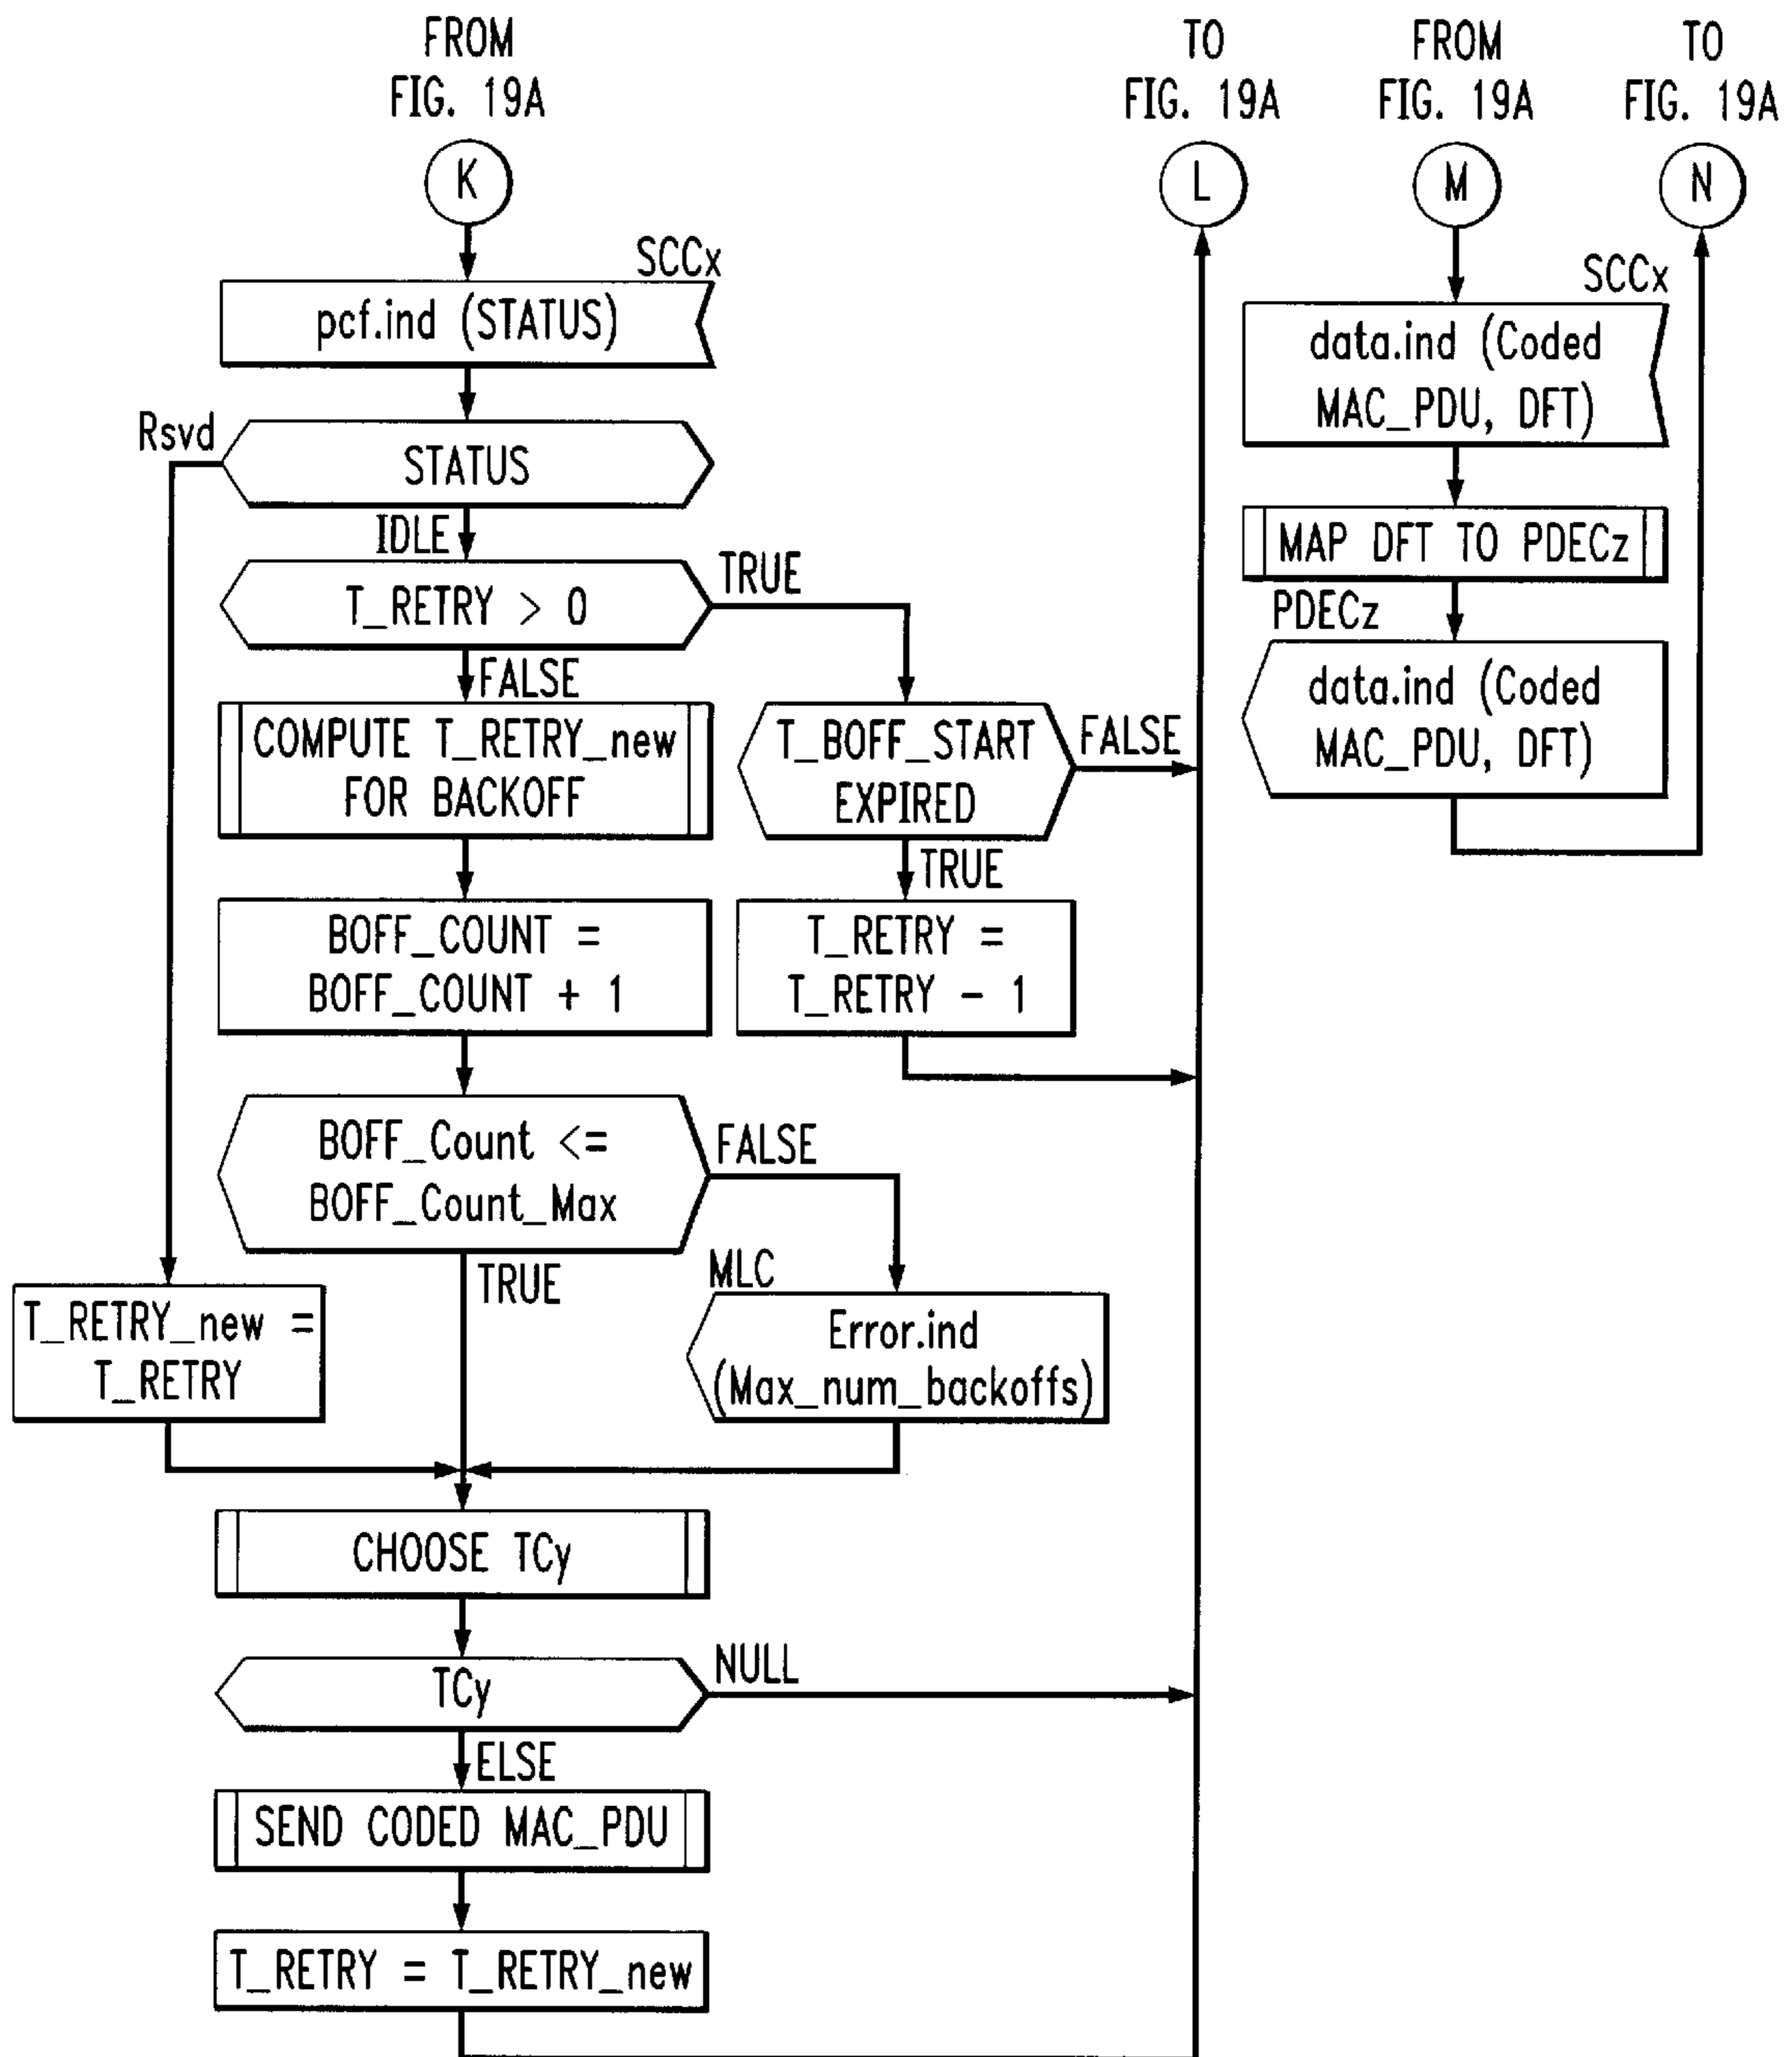 FROM
FIG. 19A
K
SCCx
pcf.ind (STATUS)
Rsvd
STATUS
IDLE
T_RETRY > 0
TRUE
FALSE
COMPUTE T_RETRY_new
FOR BACKOFF
T_BOFF_START
EXPIRED
FALSE
TRUE
BOFF_COUNT =
BOFF_COUNT + 1
T_RETRY =
T_RETRY - 1
BOFF_Count <=
BOFF_Count_Max
FALSE
TRUE
MLC
Error.ind
(Max_num_backoffs)
T_RETRY_new =
T_RETRY
CHOOSE TCy
TCy
NULL
ELSE
SEND CODED MAC_PDU
T_RETRY = T_RETRY_new
TO
FIG. 19A
L
FROM
FIG. 19A
M
SCCx
data.ind (Coded
MAC_PDU, DFT)
MAP DFT TO PDECz
PDECz
data.ind (Coded
MAC_PDU, DFT)
TO
FIG. 19A
N